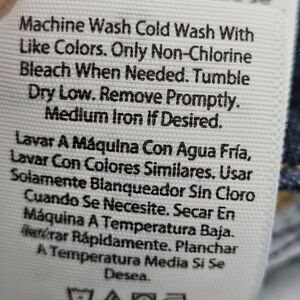 Machine Wash Cold Wash With
Like Colors. Only Non-Chlorine
Bleach When Needed. Tumble
Dry Low. Remove Promptly.
Medium Iron If Desired.
Lavar A Máquina Con Agua Fría,
Lavar Con Colores Similares. Usar
Solamente Blanqueador Sin Cloro
Cuando Se Necesite. Secar En
Máquina A Temperatura Baja.
Rápidamente. Planchar
A Temperatura Media Si Se
Desea.